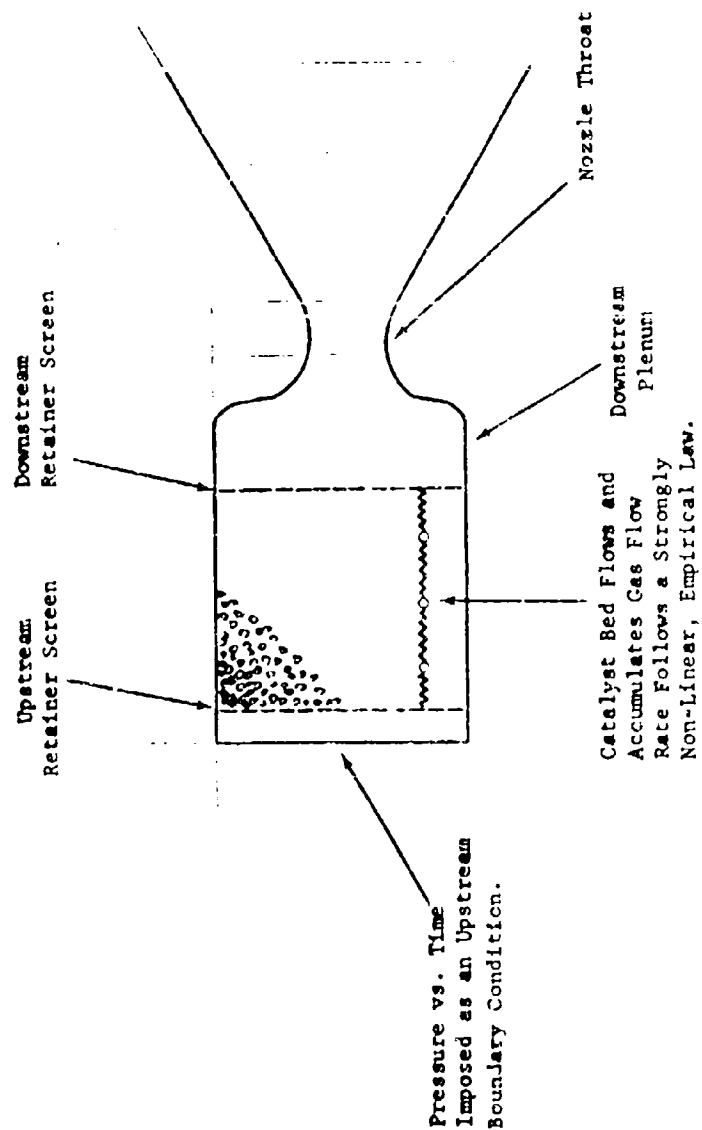 Upstream
Retainer Screen
Downstream
Retainer Screen
Pressure vs. Time
Imposed as an Upstream
Boundary Condition.
Catalyst Bed Flows and
Accumulates Gas Flow
Rate Follows a Strongly
Non-Linear, Empirical Law.
Downstream
Plenum
Nozzle Throat